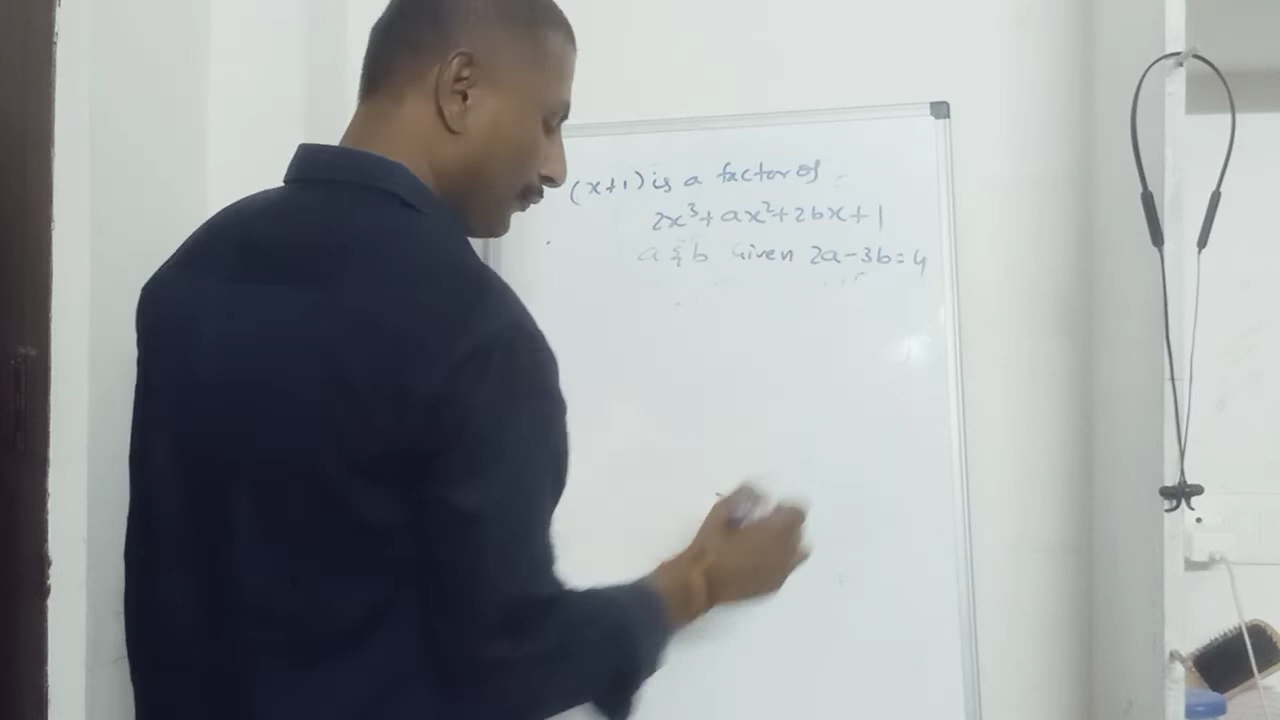 (x+1) is a factor of
2x³+ax²+2bx+1
a & b Given 2a-3b=4